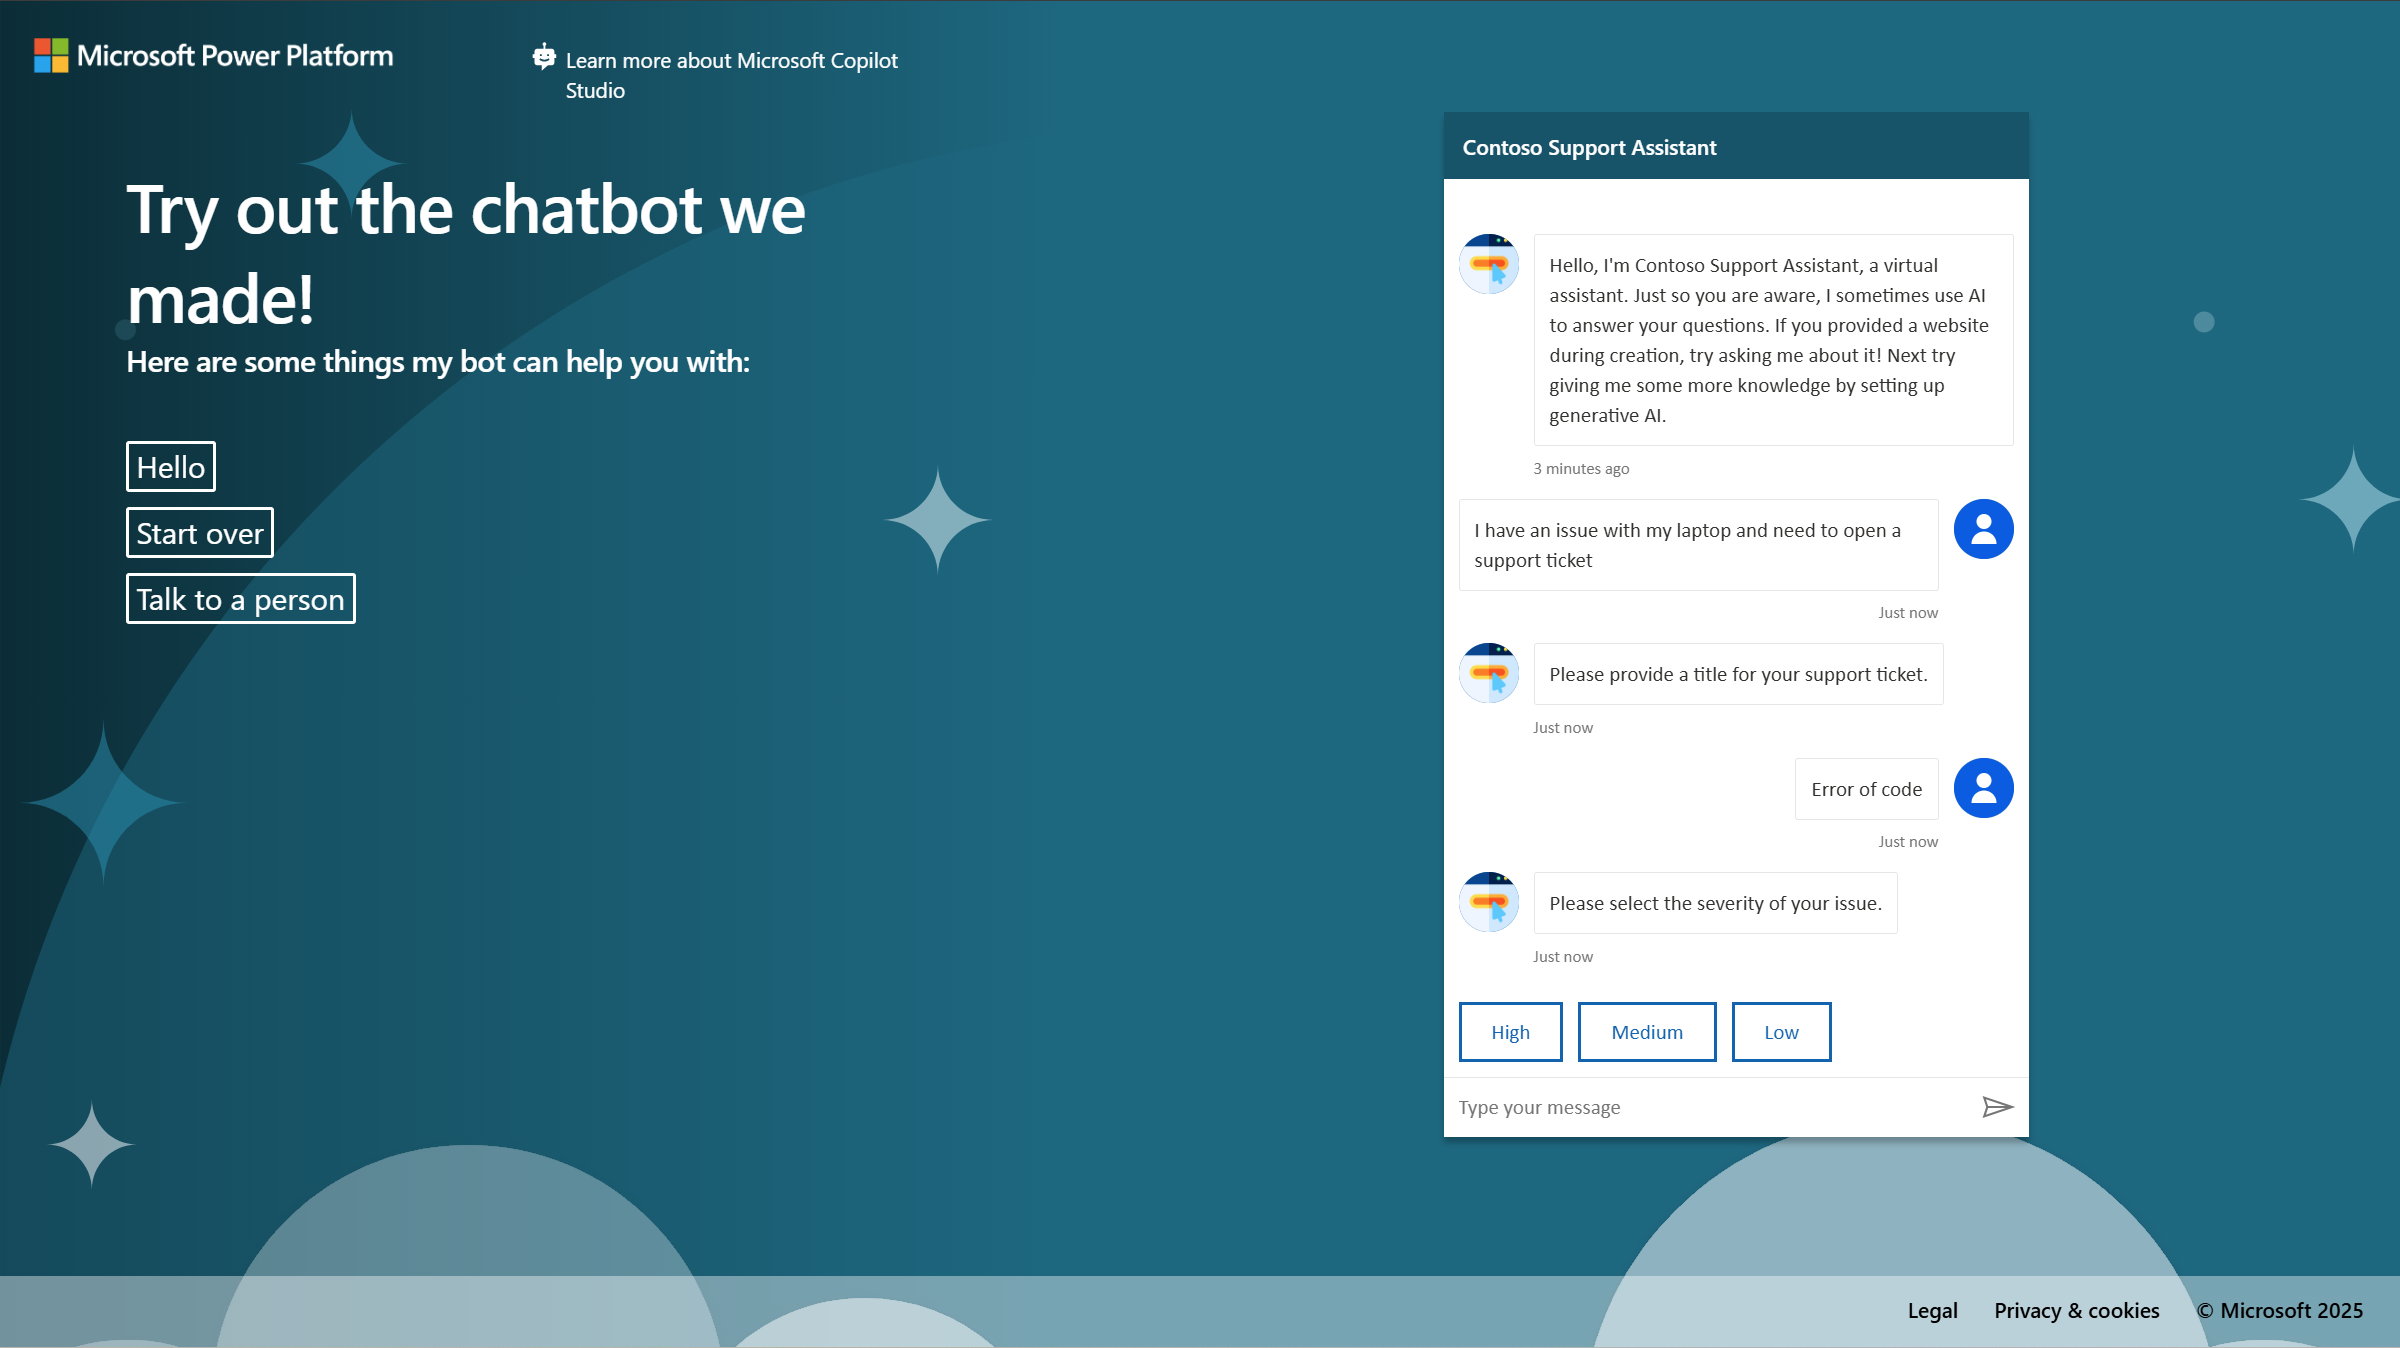 Microsoft Power Platform
Learn more about Microsoft Copilot
Studio
Try out the chatbot we
made!
Here are some things my bot can help you with:
Hello
Start over
Talk to a person
Contoso Support Assistant
Hello, I'm Contoso Support Assistant, a virtual
assistant. Just so you are aware, I sometimes use AI
to answer your questions. If you provided a website
during creation, try asking me about it! Next try
giving me some more knowledge by setting up
generative AI.
3 minutes ago
I have an issue with my laptop and need to open a
support ticket
Just now
Please provide a title for your support ticket.
Just now
Error of code
Just now
Please select the severity of your issue.
Just now
High
Medium
Low
Type your message
Legal
Privacy & cookies
© Microsoft 2025